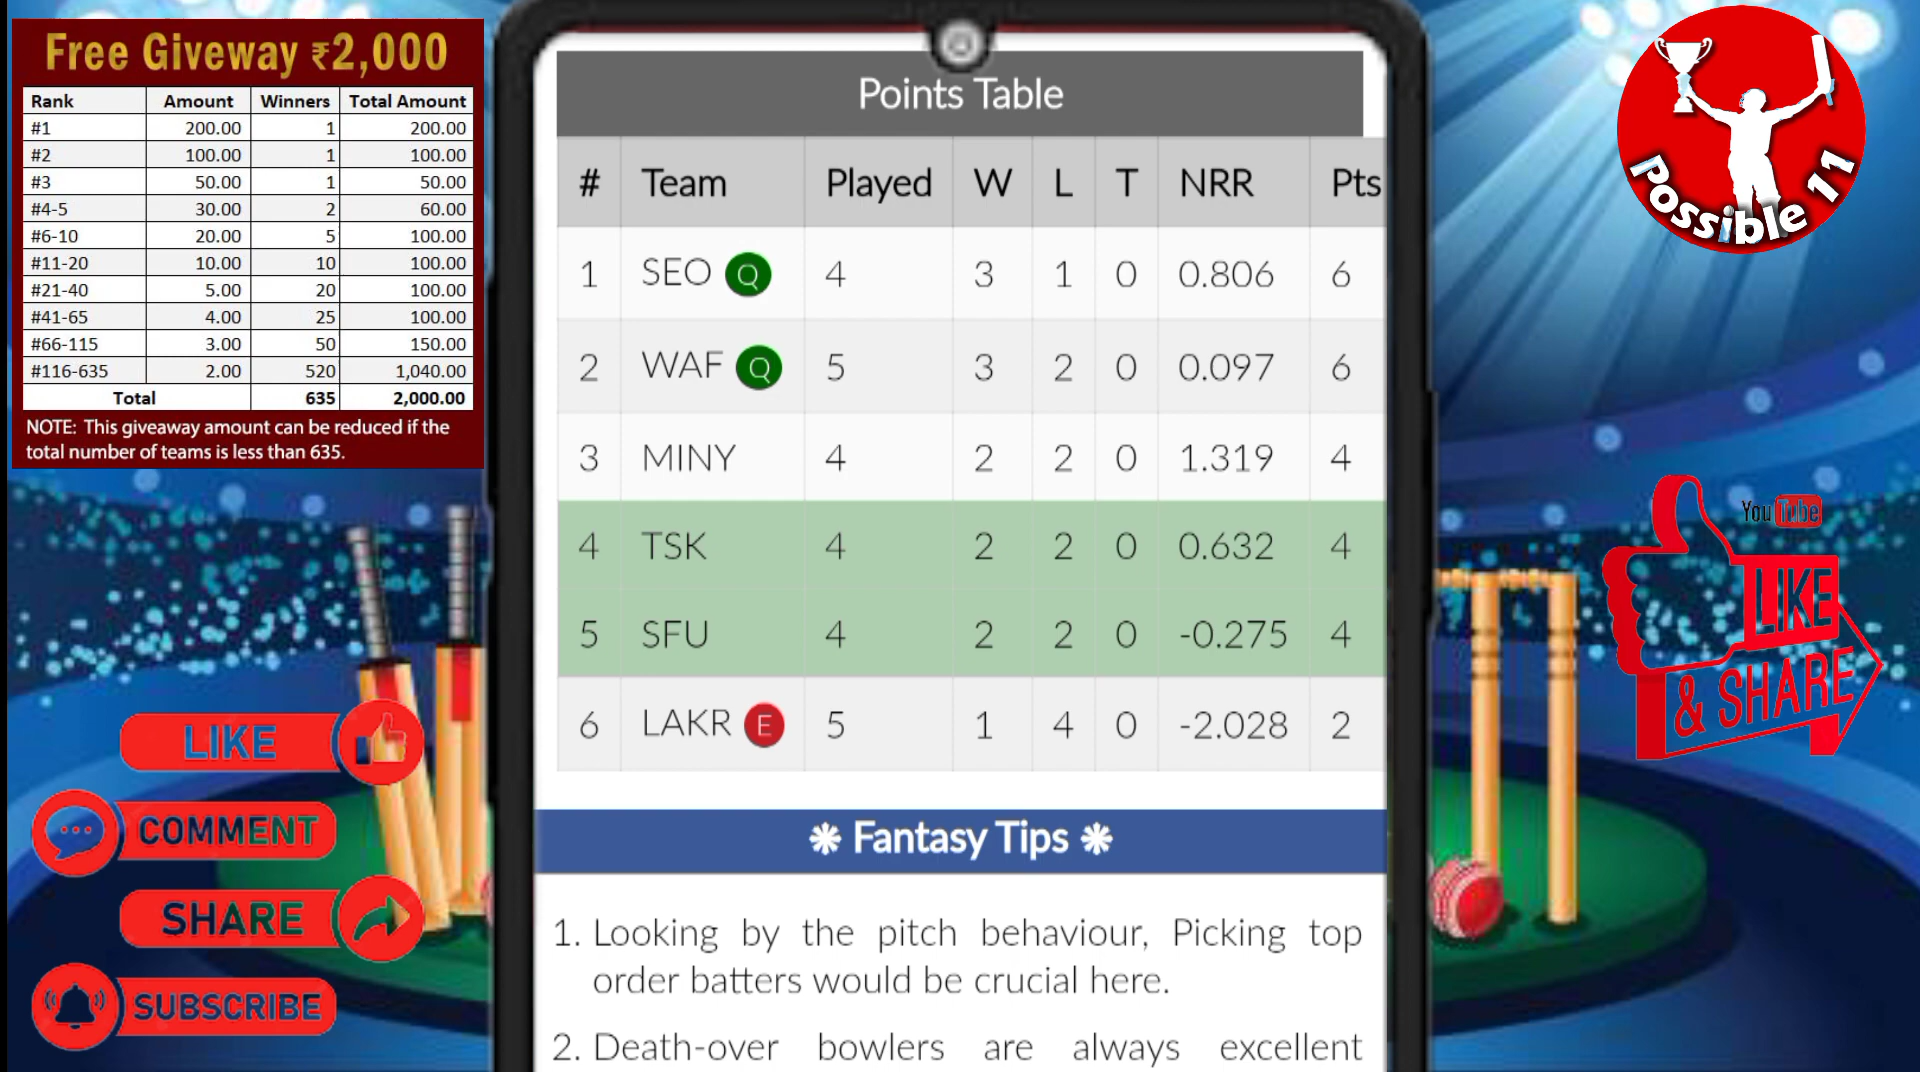 Free Giveway ₹2,000
Rank Amount Winners Total Amount
#1 200.00 1 200.00
#2 100.00 1 100.00
#3 50.00 1 50.00
#4-5 30.00 2 60.00
#6-10 20.00 5 100.00
#11-20 10.00 10 100.00
#21-40 5.00 20 100.00
#41-65 4.00 25 100.00
#66-115 3.00 50 150.00
#116-635 2.00 520 1,040.00
Total 635 2,000.00
NOTE: This giveaway amount can be reduced if the
total number of teams is less than 635.
LIKE
COMMENT
SHARE
SUBSCRIBE
Points Table
# Team Played W L T NRR Pts
1 SEO Q 4 3 1 0 0.806 6
2 WAF Q 5 3 2 0 0.097 6
3 MINY 4 2 2 0 1.319 4
4 TSK 4 2 2 0 0.632 4
5 SFU 4 2 2 0 -0.275 4
6 LAKR E 5 1 4 0 -2.028 2
❋ Fantasy Tips ❋
1. Looking by the pitch behaviour, Picking top
order batters would be crucial here.
2. Death-over bowlers are always excellent
Possible 11
YouTube
LIKE
& SHARE